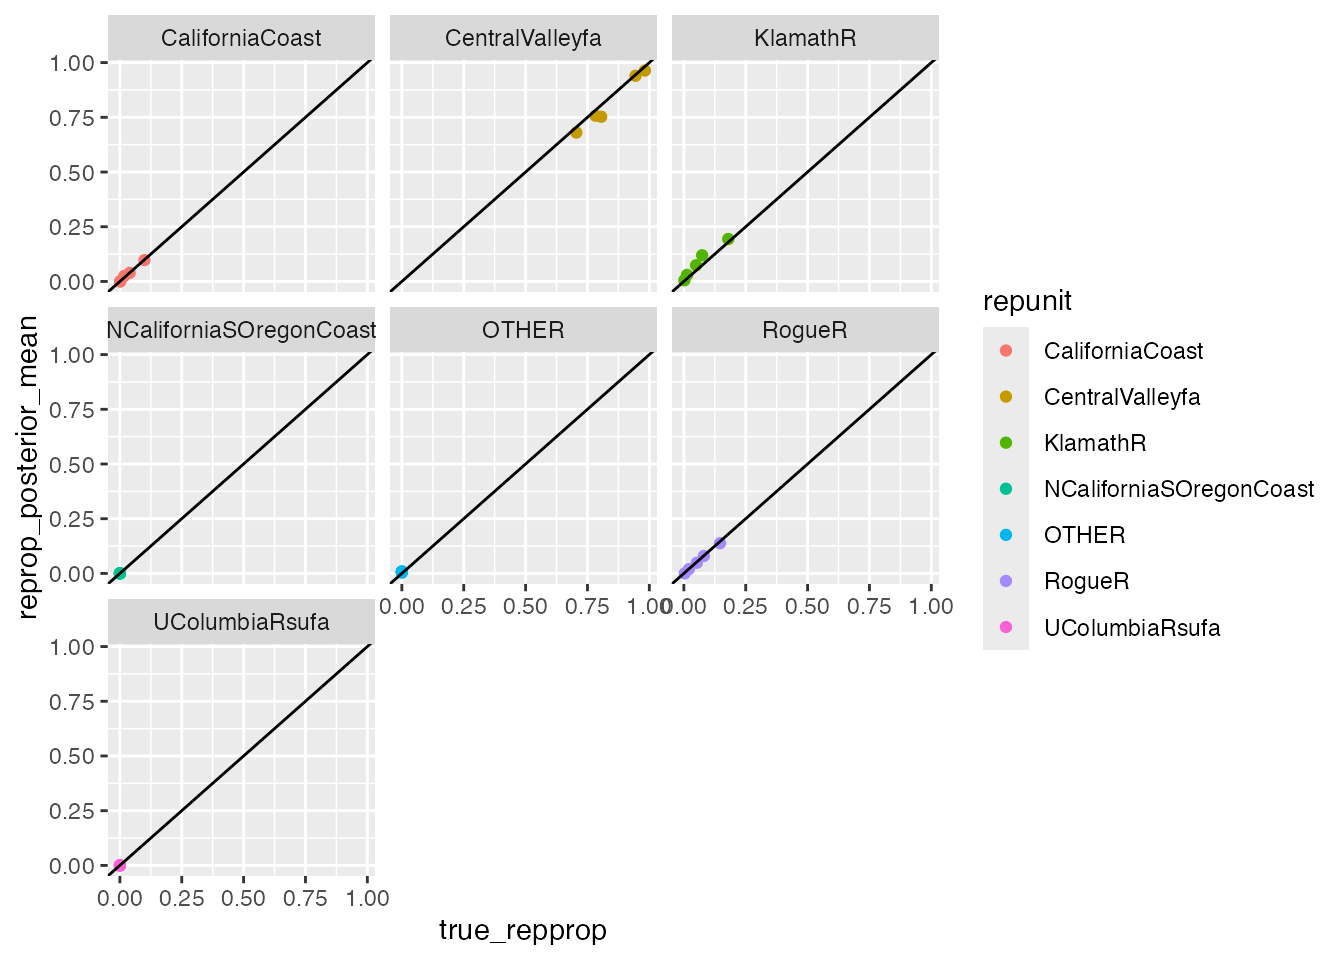 CaliforniaCoast
CentralValleyfa
KlamathR
1.00
0.75
0.50
0.25
0.00
NCaliforniaSOregonCoast
OTHER
RogueR
1.00
0.75
0.50
0.25
0.00
0.00 0.25 0.50 0.75 1.00
0.00 0.25 0.50 0.75 1.00
UColumbiaRsufa
1.00
0.75
0.50
0.25
0.00
0.00 0.25 0.50 0.75 1.00
true_repprop
reprop_posterior_mean
repunit
CaliforniaCoast
CentralValleyfa
KlamathR
NCaliforniaSOregonCoast
OTHER
RogueR
UColumbiaRsufa